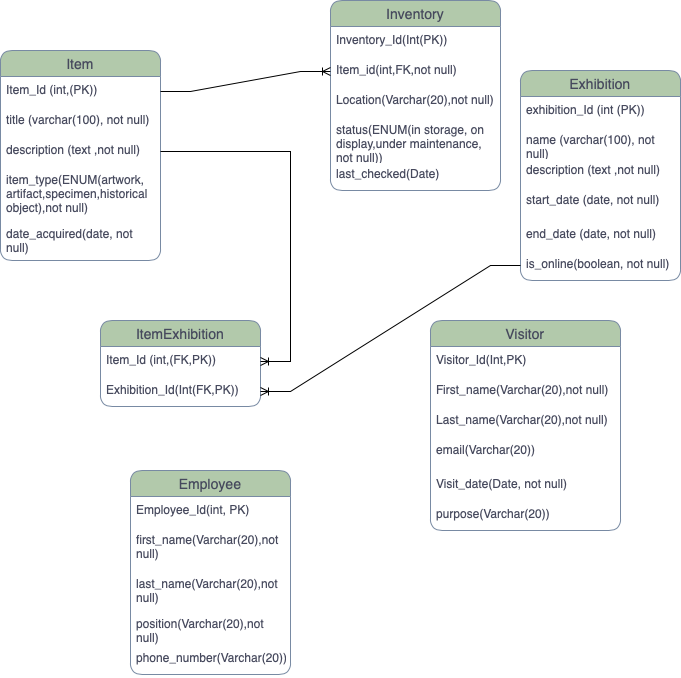 Inventory
Inventory_Id(Int(PK))
Item_id(int,FK,not null)
Location(Varchar(20),not null)
status(ENUM(in storage, on
display,under maintenance,
not null))
last_checked(Date)
Item
Item_Id (int,(PK))
title (varchar(100), not null)
description (text ,not null)
item_type(ENUM(artwork,
artifact,specimen,historical
object),not null)
date_acquired(date, not
null)
Exhibition
exhibition_Id (int (PK))
name (varchar(100), not
null)
description (text ,not null)
start_date (date, not null)
end_date (date, not null)
is_online(boolean, not null)
ItemExhibition
Item_Id (int,(FK,PK))
Exhibition_Id(Int(FK,PK))
Visitor
Visitor_Id(Int,PK)
First_name(Varchar(20),not null)
Last_name(Varchar(20),not null)
email(Varchar(20))
Visit_date(Date, not null)
purpose(Varchar(20))
Employee
Employee_Id(int, PK)
first_name(Varchar(20),not
null)
last_name(Varchar(20),not
null)
position(Varchar(20),not
null)
phone_number(Varchar(20))